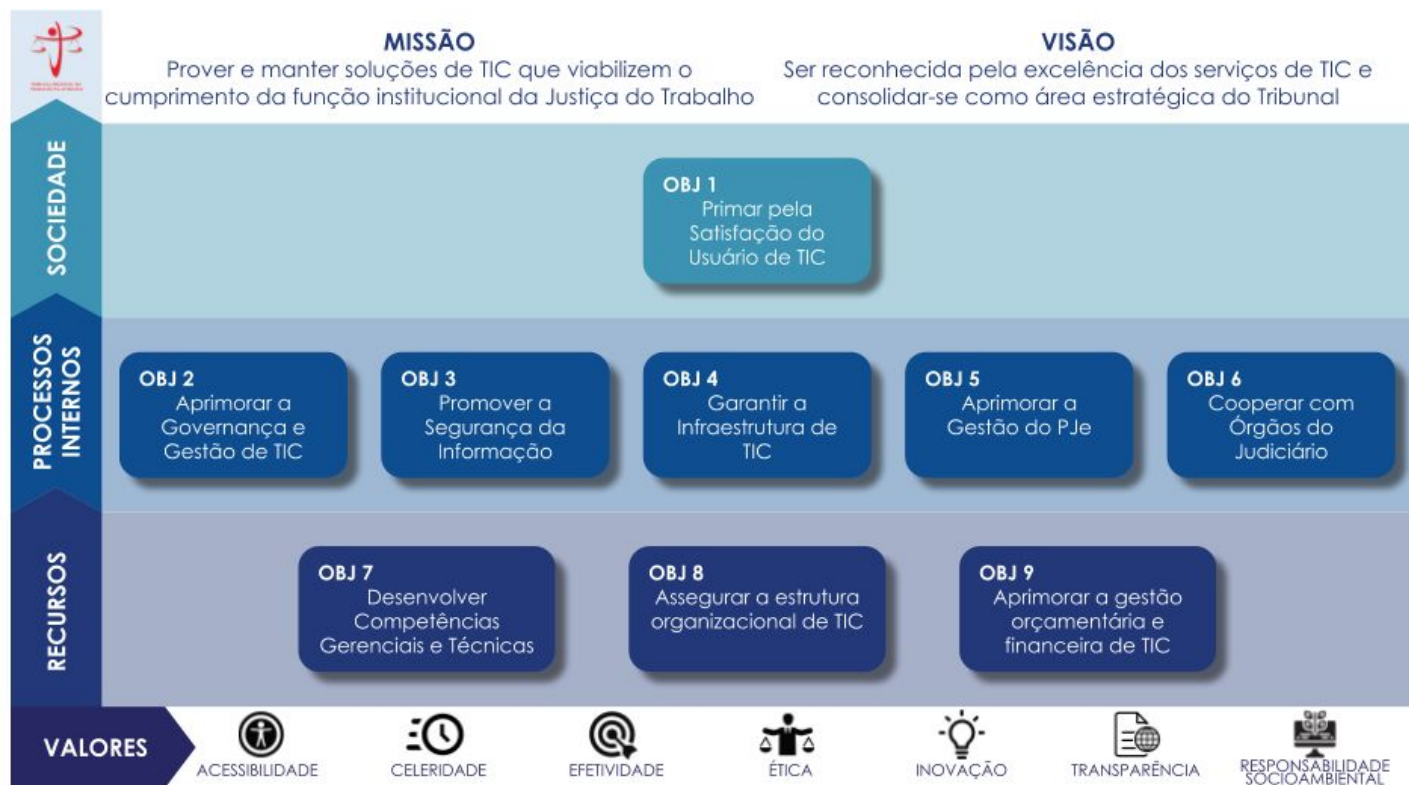 MISSÃO
Prover e manter soluções de TIC que viabilizem o
cumprimento da função institucional da Justiça do Trabalho
VISÃO
Ser reconhecida pela excelência dos serviços de TIC e
consolidar-se como área estratégica do Tribunal
SOCIEDADE
OBJ 1
Primar pela
Satisfação do
Usuário de TIC
PROCESSOS
INTERNOS
OBJ 2
Aprimorar a
Governança e
Gestão de TIC
OBJ 3
Promover a
Segurança da
Informação
OBJ 4
Garantir a
Infraestrutura de
TIC
OBJ 5
Aprimorar a
Gestão do PJe
OBJ 6
Cooperar com
Órgãos do
Judiciário
RECURSOS
OBJ 7
Desenvolver
Competências
Gerenciais e Técnicas
OBJ 8
Assegurar a estrutura
organizacional de TIC
OBJ 9
Aprimorar a gestão
orçamentária e
financeira de TIC
VALORES
ACESSIBILIDADE
CELERIDADE
EFETIVIDADE
ÉTICA
INOVAÇÃO
TRANSPARÊNCIA
RESPONSABILIDADE
SOCIOAMBIENTAL